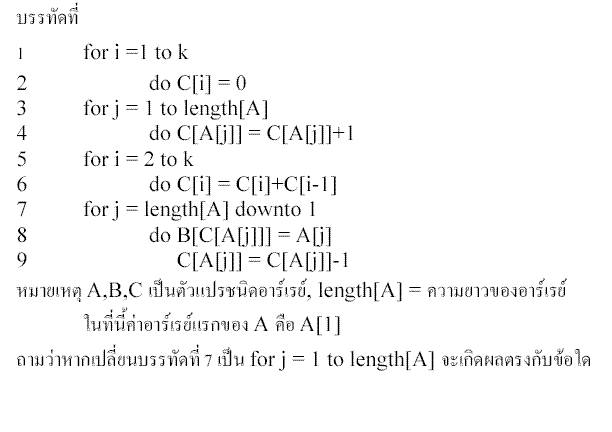 บรรทัดที่
1 for i =1 to k
2 do C[i] = 0
3 for j = 1 to length[A]
4 do C[A[j]] = C[A[j]]+1
5 for i = 2 to k
6 do C[i] = C[i]+C[i-1]
7 for j = length[A] downto 1
8 do B[C[A[j]]] = A[j]
9 C[A[j]] = C[A[j]]-1
หมายเหตุ A,B,C เป็นตัวแปรชนิดอาร์เรย์, length[A] = ความยาวของอาร์เรย์
ในที่นี้ค่าอาร์เรย์แรกของ A คือ A[1]
ถามว่าหากเปลี่ยนบรรทัดที่ 7 เป็น for j = 1 to length[A] จะเกิดผลตรงกับข้อใด